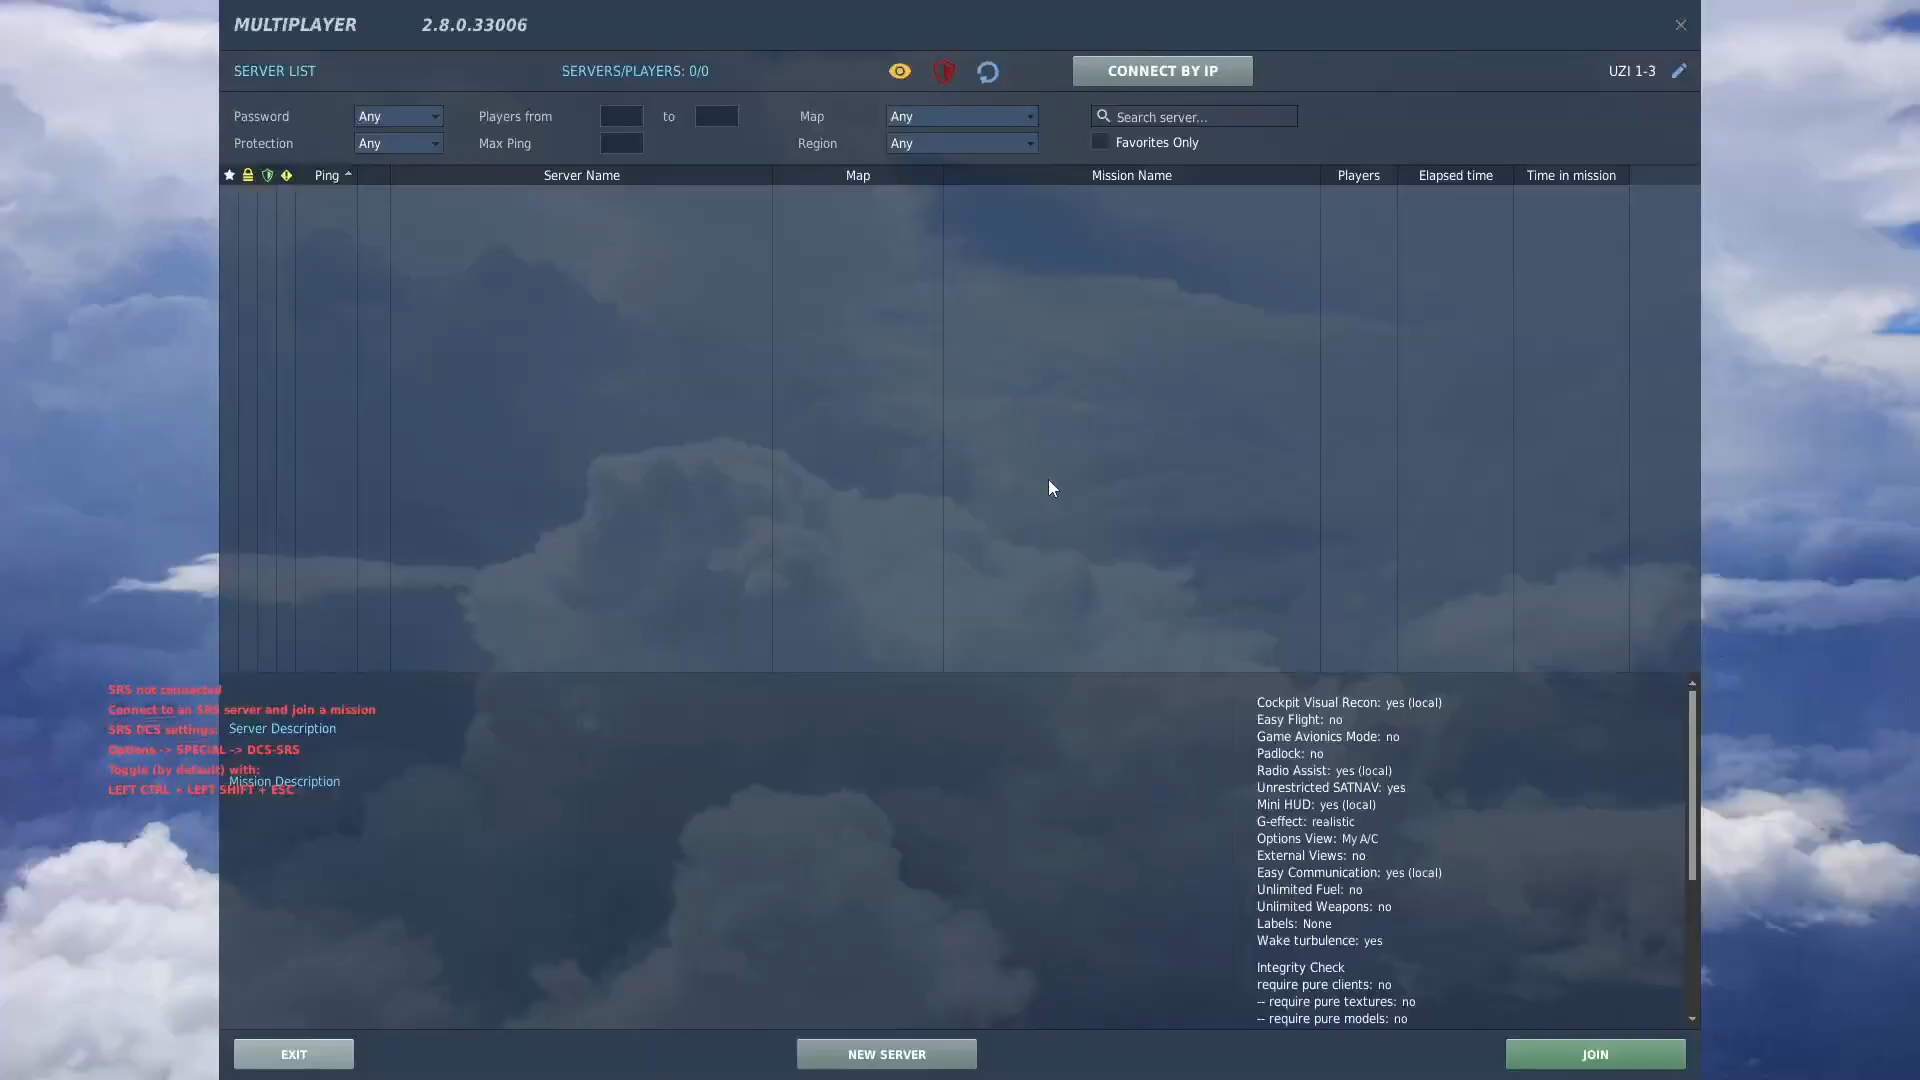 MULTIPLAYER 2.8.0.33006
SERVER LIST SERVERS/PLAYERS: 0/0 CONNECT BY IP UZI 1-3
Password Any Players from to Map Any Search server...
Protection Any Max Ping Region Any Favorites Only
Ping Server Name Map Mission Name Players Elapsed time Time in mission
SRS not connected
Connect to an SRS server and join a mission
SRS DCS settings:
Options -> SPECIAL -> DCS-SRS
Toggle (by default) with:
LEFT CTRL + LEFT SHIFT + ESC
Server Description
Mission Description
Cockpit Visual Recon: yes (local)
Easy Flight: no
Game Avionics Mode: no
Padlock: no
Radio Assist: yes (local)
Unrestricted SATNAV: yes
Mini HUD: yes (local)
G-effect: realistic
Options View: My A/C
External Views: no
Easy Communication: yes (local)
Unlimited Fuel: no
Unlimited Weapons: no
Labels: None
Wake turbulence: yes
Integrity Check
require pure clients: no
-- require pure textures: no
-- require pure models: no
EXIT NEW SERVER JOIN